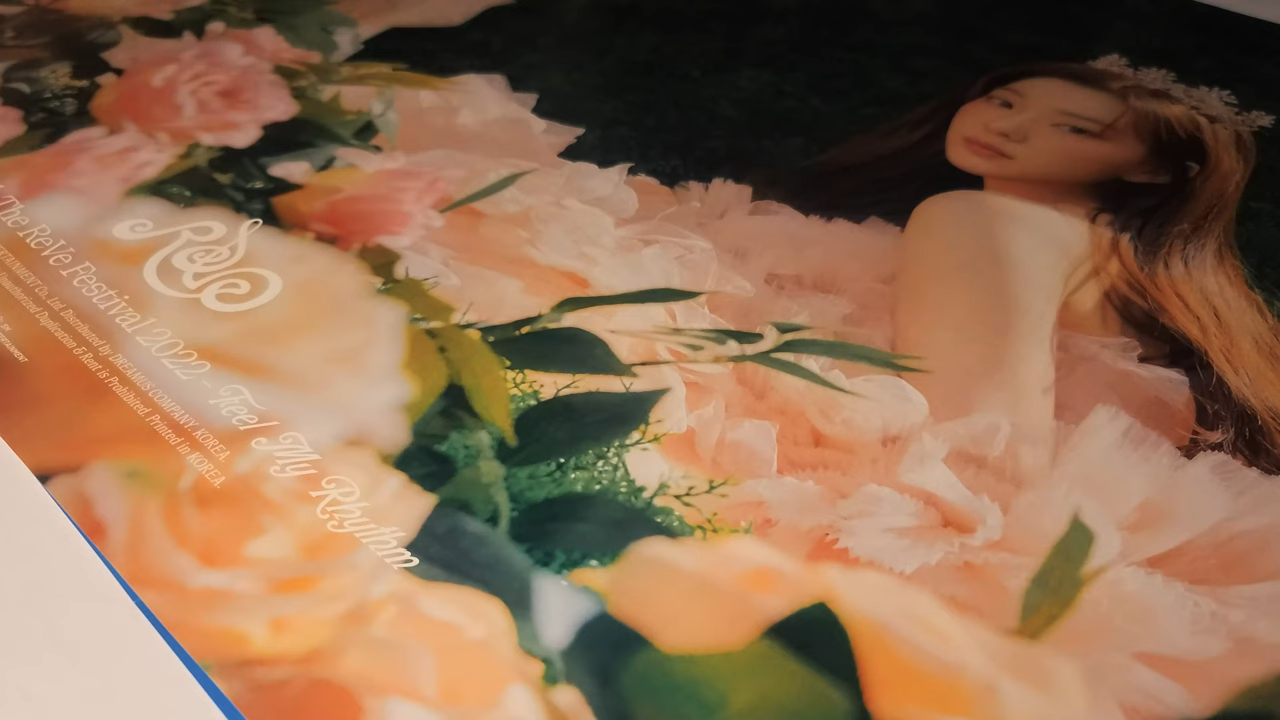 ReVe
The ReVe Festival 2022 - Feel My Rhythm
ENTERTAINMENT Co., Ltd. Distributed by DREAMUS COMPANY. KOREA.
Unauthorized Duplication & Rent is Prohibited. Printed in KOREA.